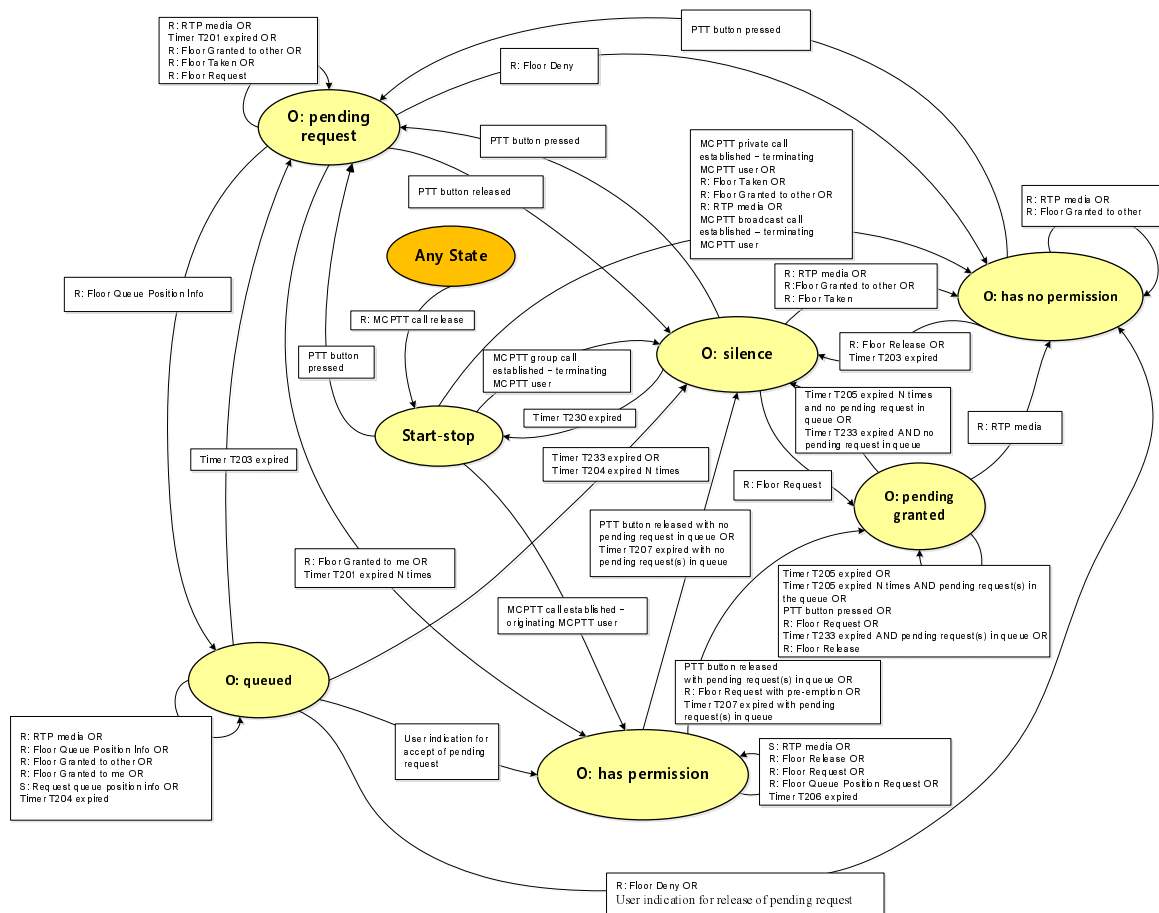 R: RTP media OR
Timer T201 expired OR
R: Floor Granted to other OR
R: Floor Taken OR
R: Floor Request
PTT button pressed
R: Floor Deny
O: pending
request
PTT button pressed
MCPTT private call
established – terminating
MCPTT user OR
R: Floor Taken OR
R: Floor Granted to other OR
R: RTP media OR
MCPTT broadcast call
established – terminating
MCPTT user
PTT button released
R: RTP media OR
R: Floor Granted to other
Any State
R: RTP media OR
R:Floor Granted to other OR
R: Floor Taken
O: has no permission
R: Floor Queue Position Info
R: MCPTT call release
R: Floor Release OR
Timer T203 expired
PTT button
pressed
MCPTT group call
established – terminating
MCPTT user
O: silence
Timer T205 expired N times
and no pending request in
queue OR
Timer T233 expired AND no
pending request in queue
Timer T230 expired
R: RTP media
Start-stop
Timer T203 expired
Timer T233 expired OR
Timer T204 expired N times
R: Floor Request
O: pending
granted
PTT button released with no
pending request in queue OR
Timer T207 expired with no
pending request(s) in queue
R: Floor Granted to me OR
Timer T201 expired N times
Timer T205 expired OR
Timer T205 expired N times AND pending request(s) in
the queue OR
PTT button pressed OR
R: Floor Request OR
Timer T233 expired AND pending request(s) in queue OR
R: Floor Release
MCPTT call established –
originating MCPTT user
O: queued
PTT button released
with pending request(s) in queue OR
R: Floor Request with pre-emption OR
Timer T207 expired with pending
request(s) in queue
R: RTP media OR
R: Floor Queue Position Info OR
R: Floor Granted to other OR
R: Floor Granted to me OR
S: Request queue position info OR
Timer T204 expired
User indication for
accept of pending
request
O: has permission
S: RTP media OR
R: Floor Release OR
R: Floor Request OR
R: Floor Queue Position Request OR
Timer T206 expired
R: Floor Deny OR
User indication for release of pending request